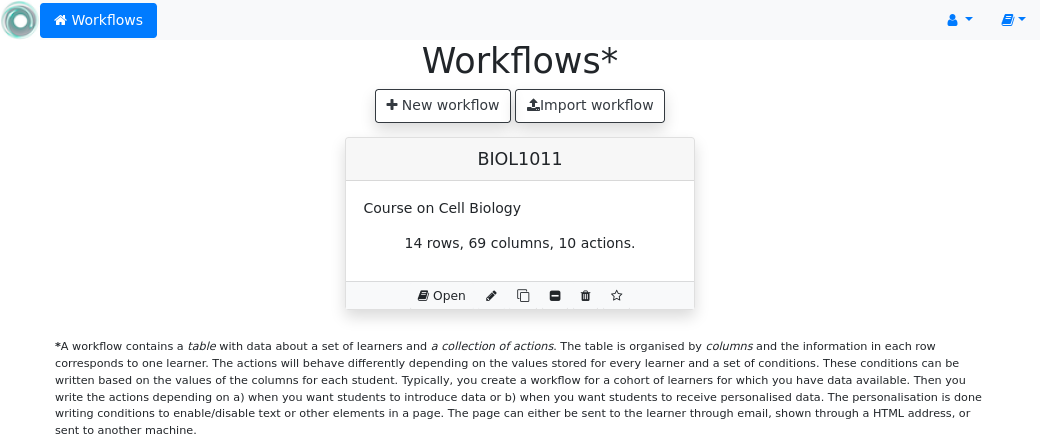 Workflows
Workflows*
New workflow
Import workflow
BIOL1011
Course on Cell Biology
14 rows, 69 columns, 10 actions.
Open
*A workflow contains a table with data about a set of learners and a collection of actions. The table is organised by columns and the information in each row
corresponds to one learner. The actions will behave differently depending on the values stored for every learner and a set of conditions. These conditions can be
written based on the values of the columns for each student. Typically, you create a workflow for a cohort of learners for which you have data available. Then you
write the actions depending on a) when you want students to introduce data or b) when you want students to receive personalised data. The personalisation is done
writing conditions to enable/disable text or other elements in a page. The page can either be sent to the learner through email, shown through a HTML address, or
sent to another machine.